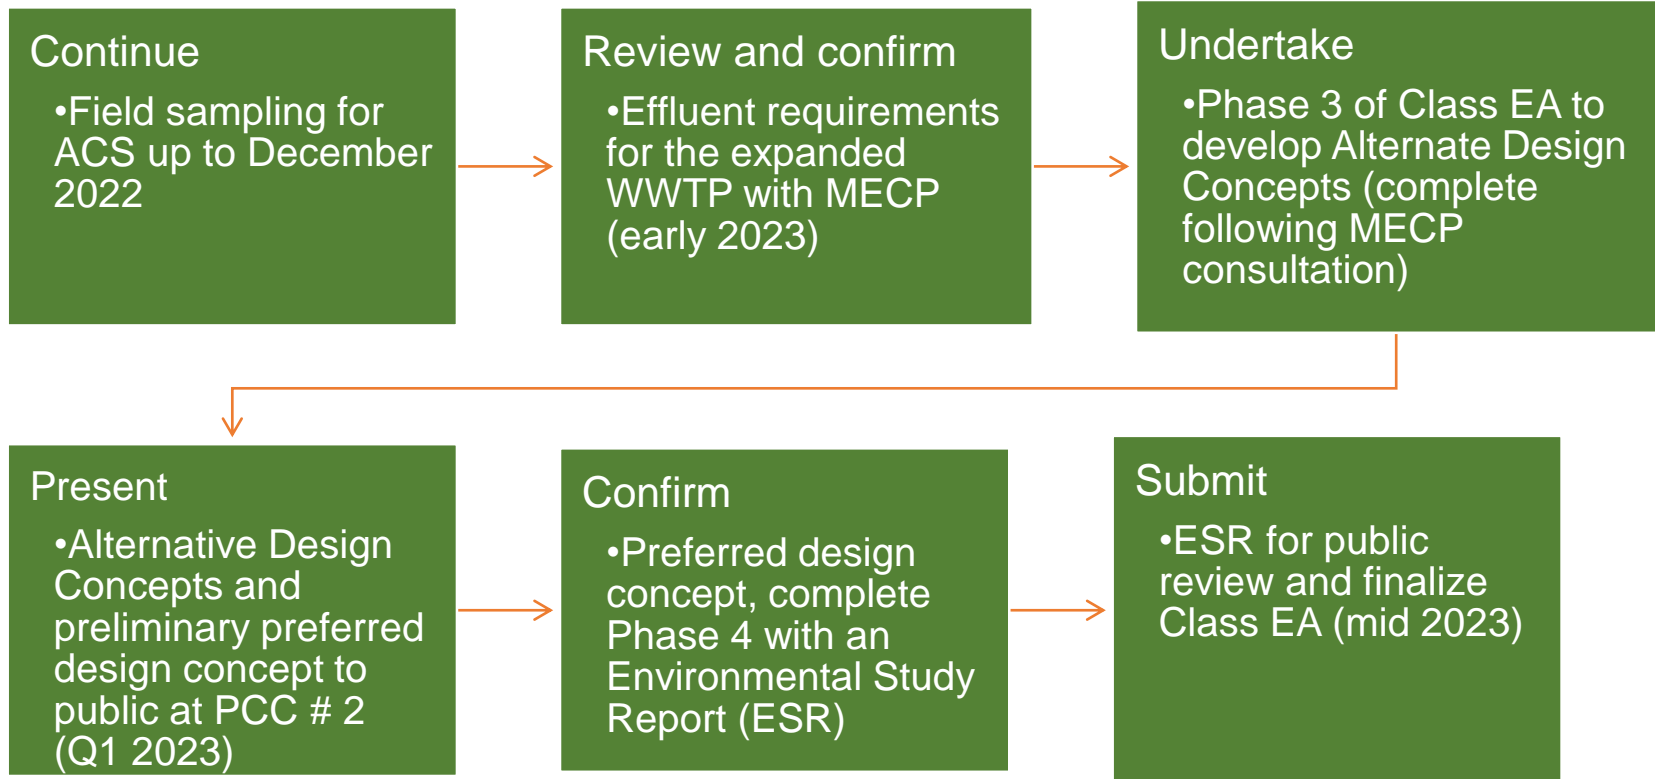 Continue
•Field sampling for
ACS up to December
2022
Review and confirm
•Effluent requirements
for the expanded
WWTP with MECP
(early 2023)
Undertake
•Phase 3 of Class EA to
develop Alternate Design
Concepts (complete
following MECP
consultation)
Present
•Alternative Design
Concepts and
preliminary preferred
design concept to
public at PCC # 2
(Q1 2023)
Confirm
•Preferred design
concept, complete
Phase 4 with an
Environmental Study
Report (ESR)
Submit
•ESR for public
review and finalize
Class EA (mid 2023)